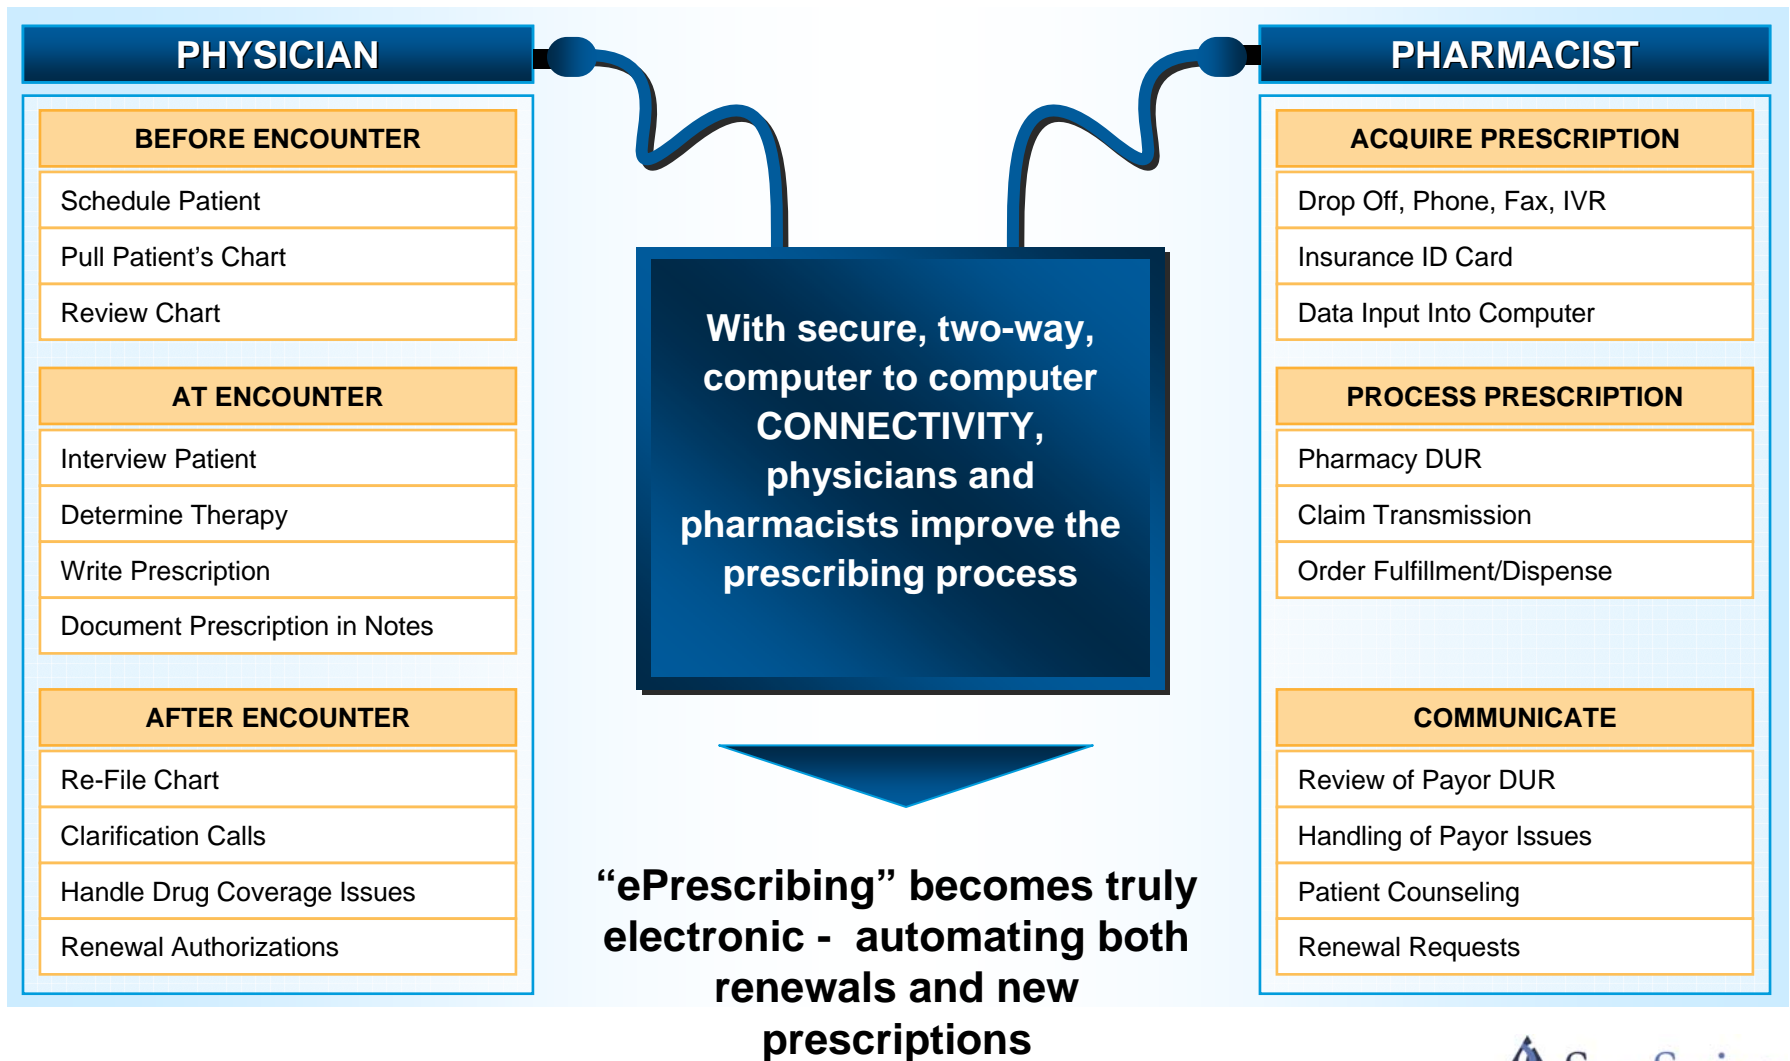 PHYSICIAN
BEFORE ENCOUNTER
Schedule Patient
Pull Patient’s Chart
Review Chart
AT ENCOUNTER
Interview Patient
Determine Therapy
Write Prescription
Document Prescription in Notes
AFTER ENCOUNTER
Re-File Chart
Clarification Calls
Handle Drug Coverage Issues
Renewal Authorizations
With secure, two-way,
computer to computer
CONNECTIVITY,
physicians and
pharmacists improve the
prescribing process
“ePrescribing” becomes truly
electronic - automating both
renewals and new
prescriptions
PHARMACIST
ACQUIRE PRESCRIPTION
Drop Off, Phone, Fax, IVR
Insurance ID Card
Data Input Into Computer
PROCESS PRESCRIPTION
Pharmacy DUR
Claim Transmission
Order Fulfillment/Dispense
COMMUNICATE
Review of Payor DUR
Handling of Payor Issues
Patient Counseling
Renewal Requests